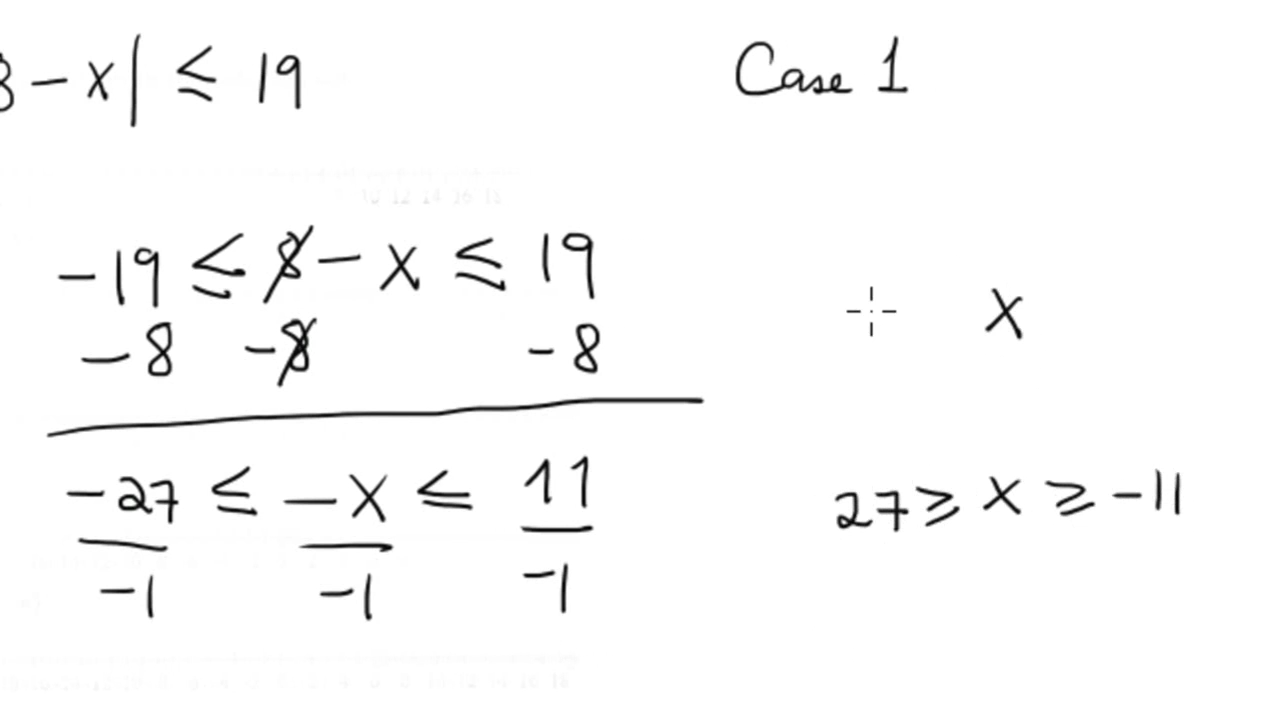 8 - x| ≤ 19
Case 1
-19 ≤ 8 - x ≤ 19
-8 -8 -8
x
-27 ≤ -x ≤ 11
27 ≥ x ≥ -11
-1 -1 -1